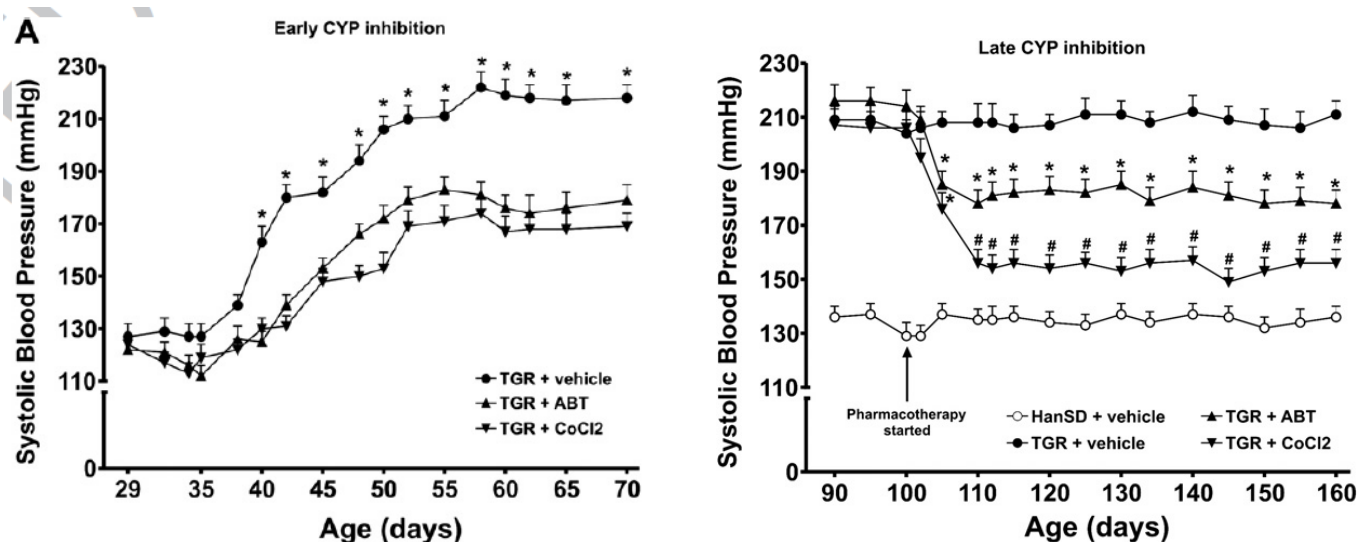 A
Early CYP inhibition
Systolic Blood Pressure (mmHg)
230
210
190
170
150
130
110
0
* * * * * * * * * * * *
TGR + vehicle
TGR + ABT
TGR + CoCl2
29 35 40 45 50 55 60 65 70
Age (days)
Late CYP inhibition
Systolic Blood Pressure (mmHg)
230
210
190
170
150
130
110
0
* * * * * * * * * * * * *
*
# # # # # # # # # # # #
Pharmacotherapy
started
HanSD + vehicle TGR + ABT
TGR + vehicle TGR + CoCl2
90 100 110 120 130 140 150 160
Age (days)